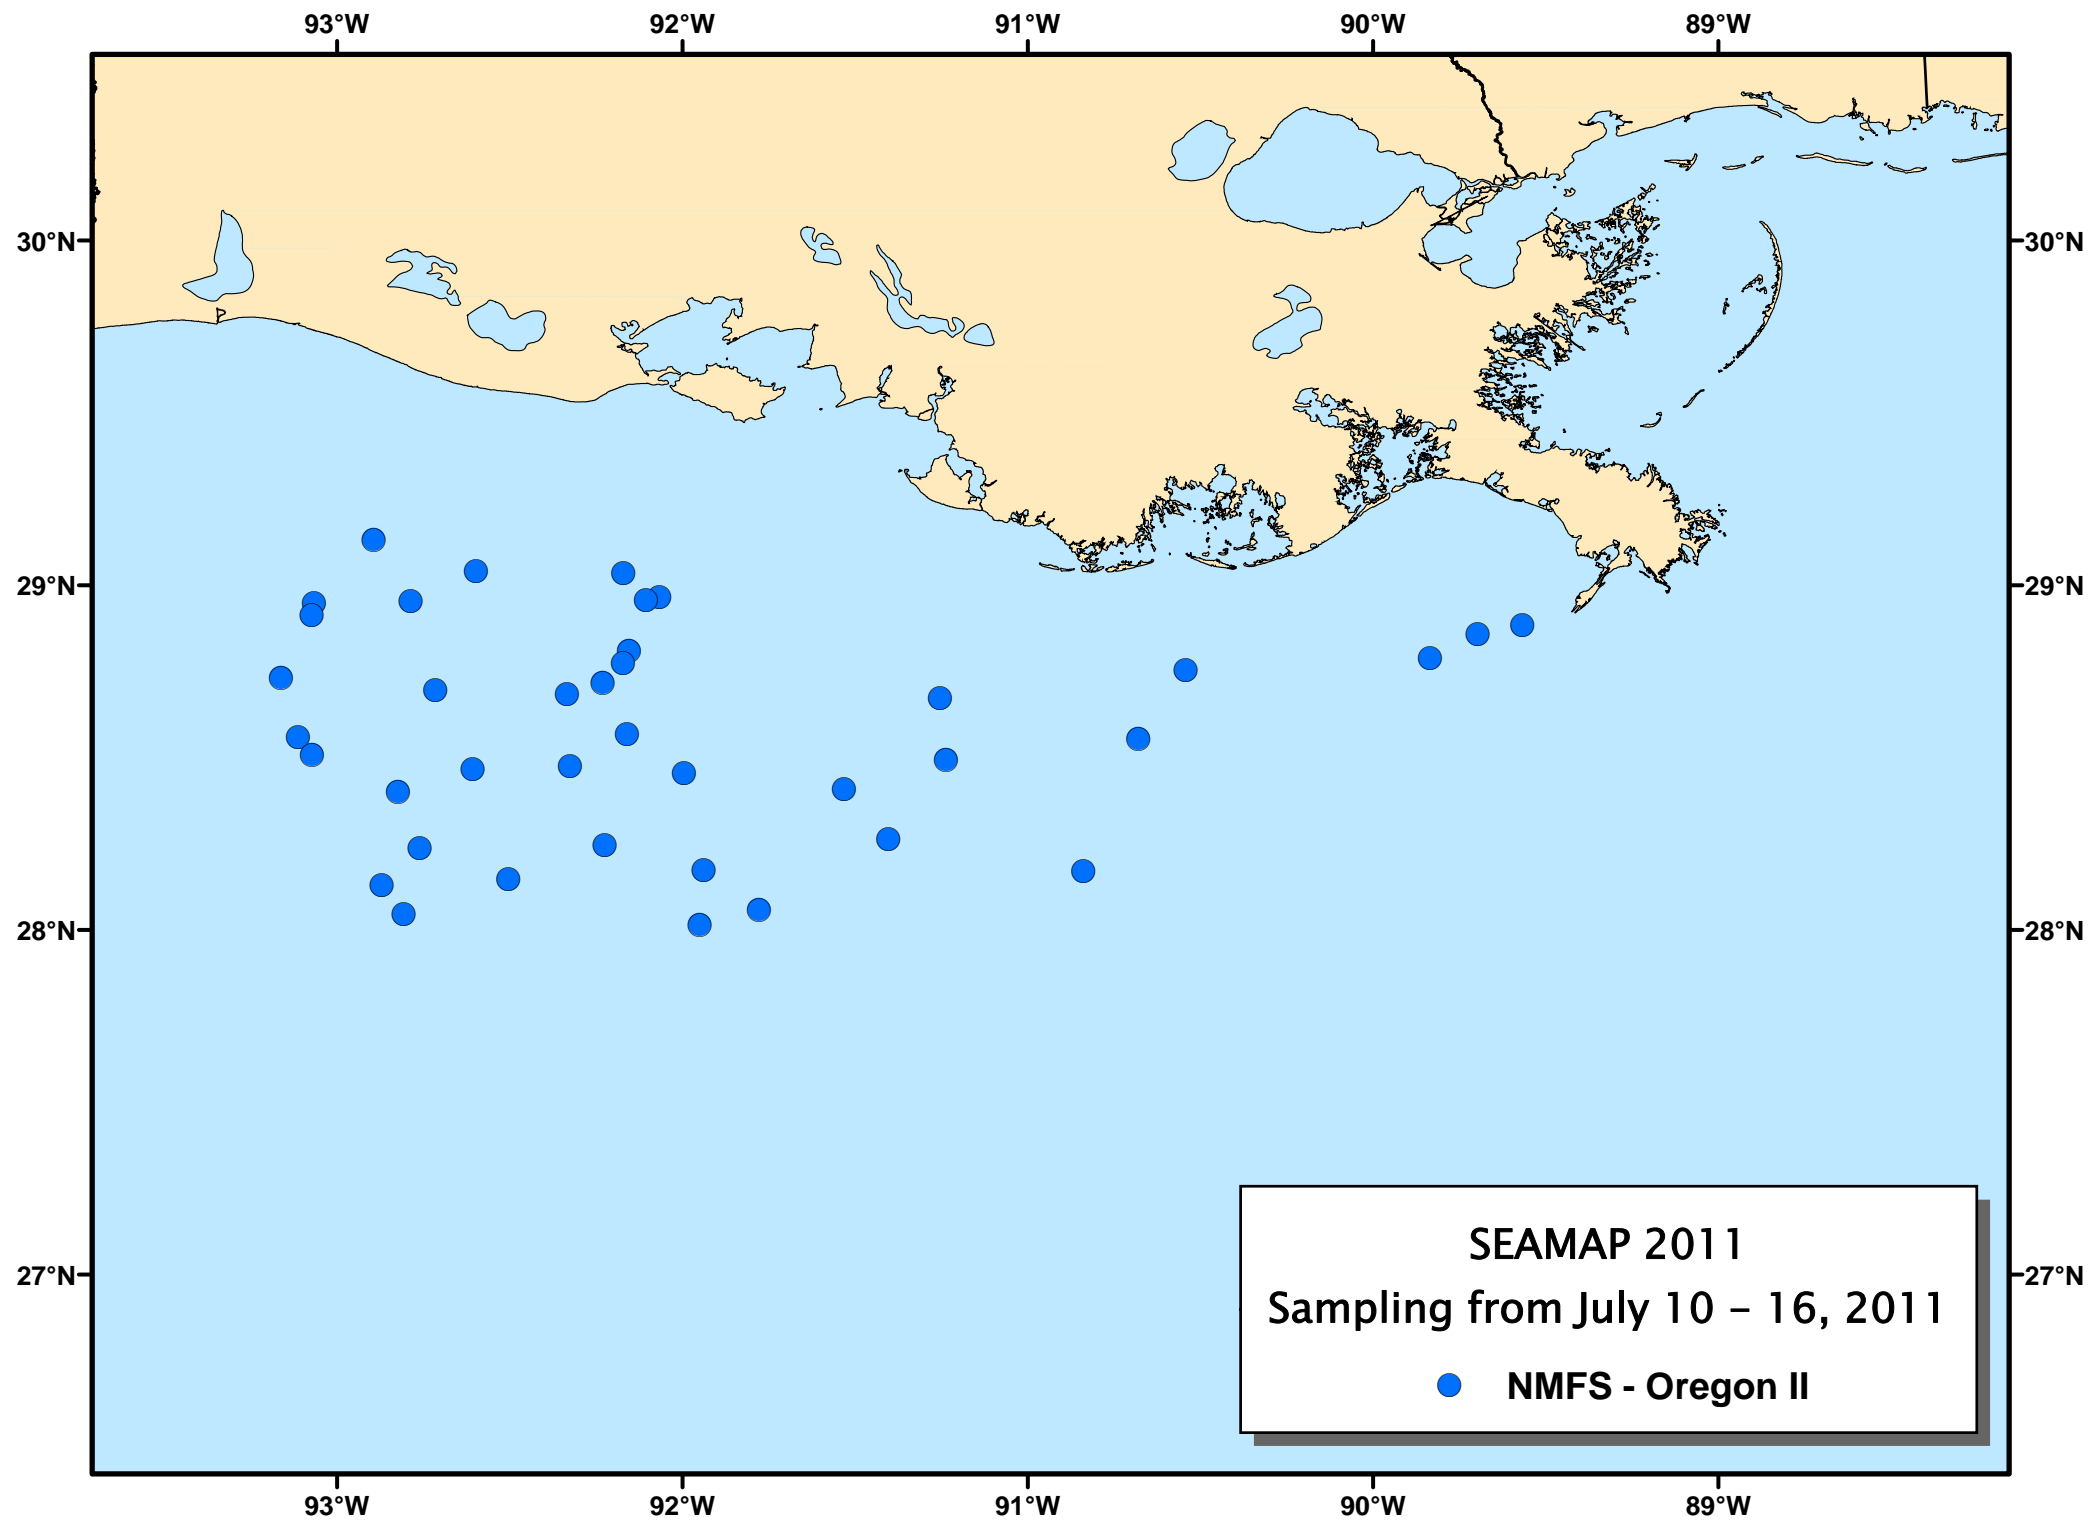 93°W 92°W 91°W 90°W 89°W
30°N 30°N
29°N 29°N
28°N 28°N
27°N 27°N
SEAMAP 2011
Sampling from July 10 – 16, 2011
NMFS - Oregon II
93°W 92°W 91°W 90°W 89°W